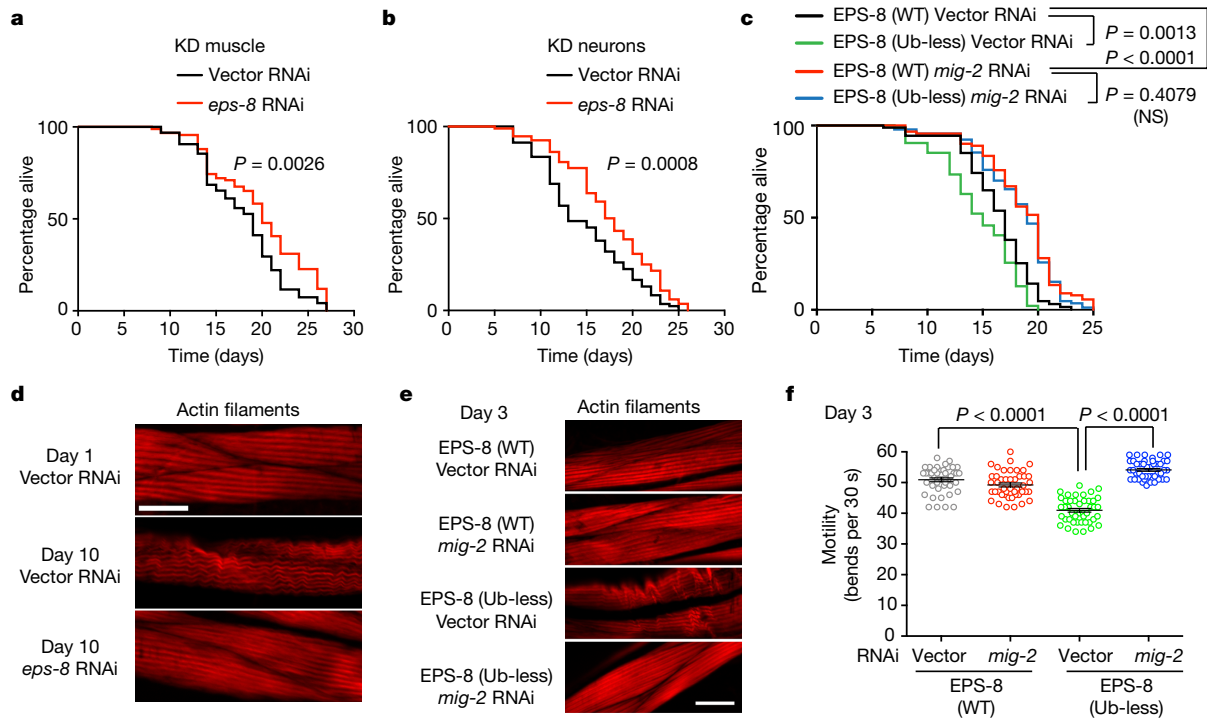 a
KD muscle
Vector RNAi
eps-8 RNAi
P = 0.0026
Percentage alive
100
50
0
0 5 10 15 20 25 30
Time (days)
b
KD neurons
Vector RNAi
eps-8 RNAi
P = 0.0008
Percentage alive
100
50
0
0 5 10 15 20 25 30
Time (days)
c
EPS-8 (WT) Vector RNAi
EPS-8 (Ub-less) Vector RNAi
EPS-8 (WT) mig-2 RNAi
EPS-8 (Ub-less) mig-2 RNAi
P = 0.0013
P < 0.0001
P = 0.4079
(NS)
Percentage alive
100
50
0
0 5 10 15 20 25
Time (days)
d
Actin filaments
Day 1
Vector RNAi
Day 10
Vector RNAi
Day 10
eps-8 RNAi
e
Day 3
Actin filaments
EPS-8 (WT)
Vector RNAi
EPS-8 (WT)
mig-2 RNAi
EPS-8 (Ub-less)
Vector RNAi
EPS-8 (Ub-less)
mig-2 RNAi
f
Day 3
P < 0.0001
P < 0.0001
Motility
(bends per 30 s)
60
50
40
30
20
10
0
RNAi Vector mig-2 Vector mig-2
EPS-8
(WT)
EPS-8
(Ub-less)